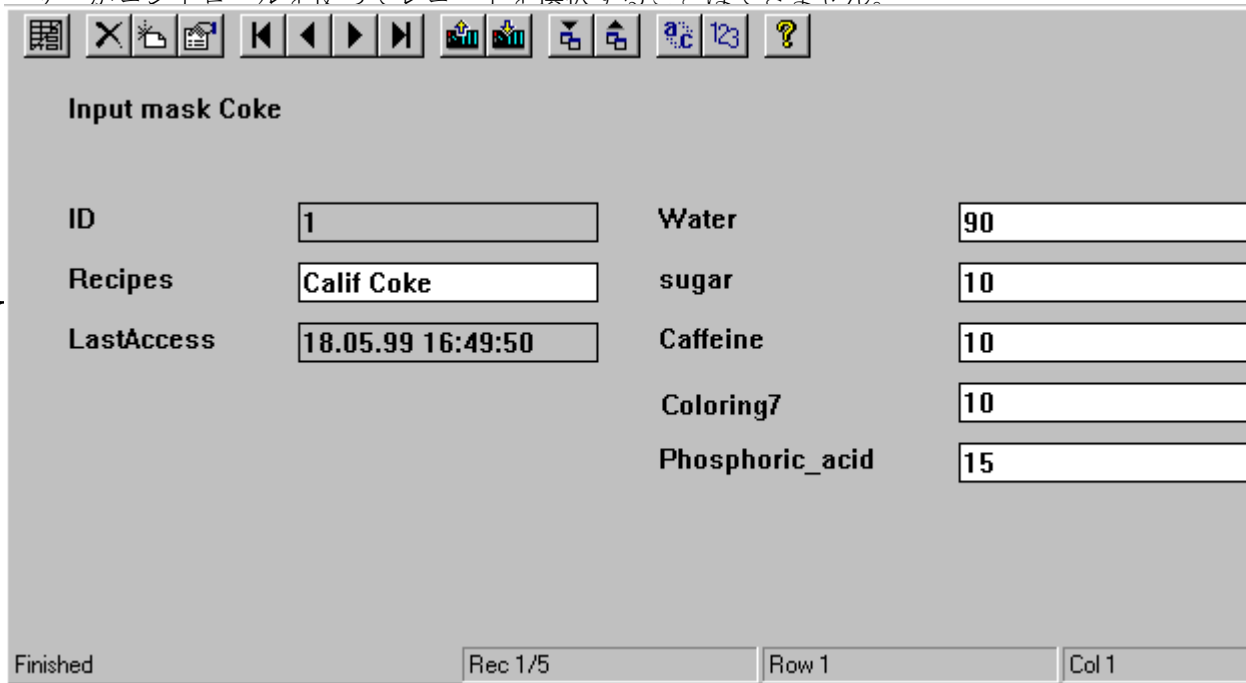 Input mask Coke
ID 1
Recipes Calif Coke
LastAccess 18.05.99 16:49:50
Water 90
sugar 10
Caffeine 10
Coloring7 10
Phosphoric_acid 15
Finished Rec 1/5 Row 1 Col 1